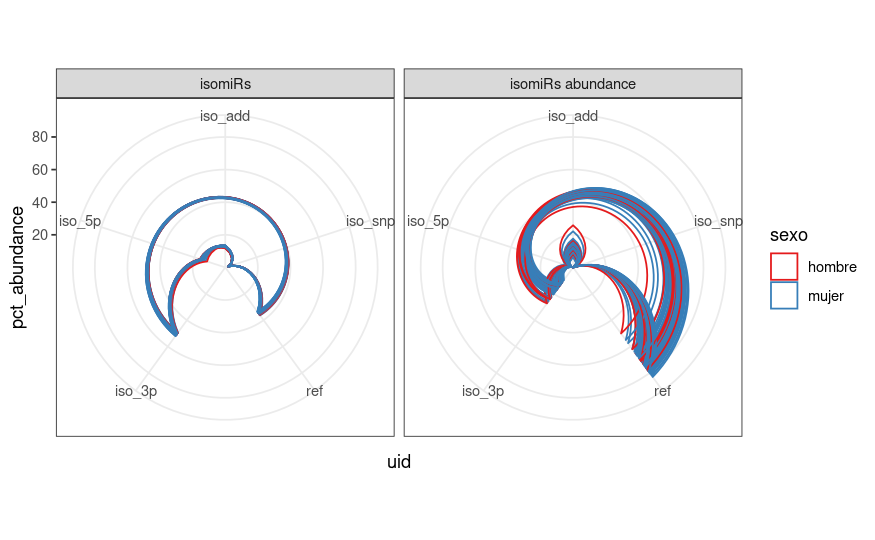 isomiRs
isomiRs abundance
pct_abundance
80
60
40
20
iso_add
iso_5p
iso_snp
iso_3p
ref
iso_add
iso_5p
iso_snp
iso_3p
ref
uid
sexo
hombre
mujer